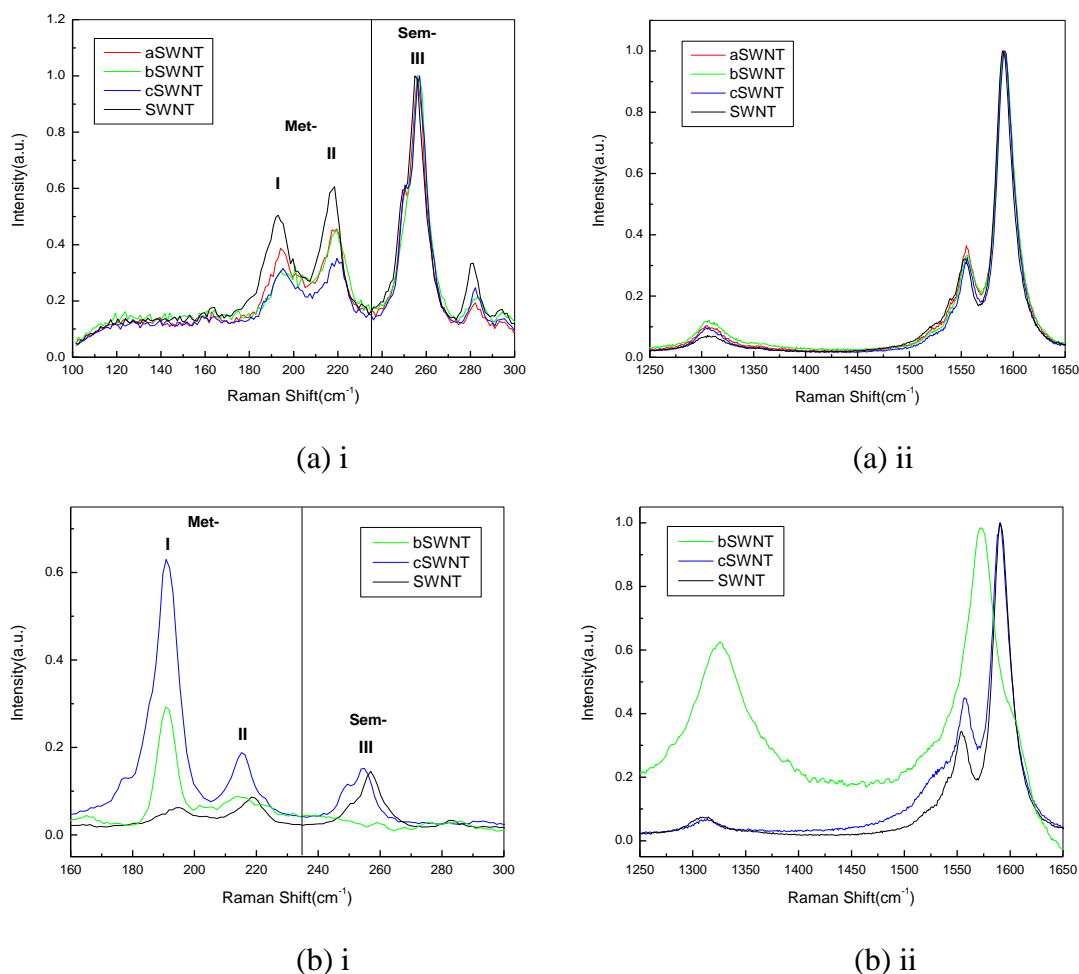 1.2
1.0
0.8
0.6
0.4
0.2
0.0
Intensity(a.u.)
aSWNT
bSWNT
cSWNT
SWNT
Met-
I
II
Sem-
III
100 120 140 160 180 200 220 240 260 280 300
Raman Shift(cm⁻¹)
(a) i
1.0
0.8
0.6
0.4
0.2
0.0
Intensity(a.u.)
aSWNT
bSWNT
cSWNT
SWNT
1250 1300 1350 1400 1450 1500 1550 1600 1650
Raman Shift(cm⁻¹)
(a) ii
0.6
0.4
0.2
0.0
Intensity(a.u.)
Met-
I
II
Sem-
III
bSWNT
cSWNT
SWNT
160 180 200 220 240 260 280 300
Raman Shift(cm⁻¹)
(b) i
1.0
0.8
0.6
0.4
0.2
0.0
Intensity(a.u.)
bSWNT
cSWNT
SWNT
1250 1300 1350 1400 1450 1500 1550 1600 1650
Raman Shift(cm⁻¹)
(b) ii